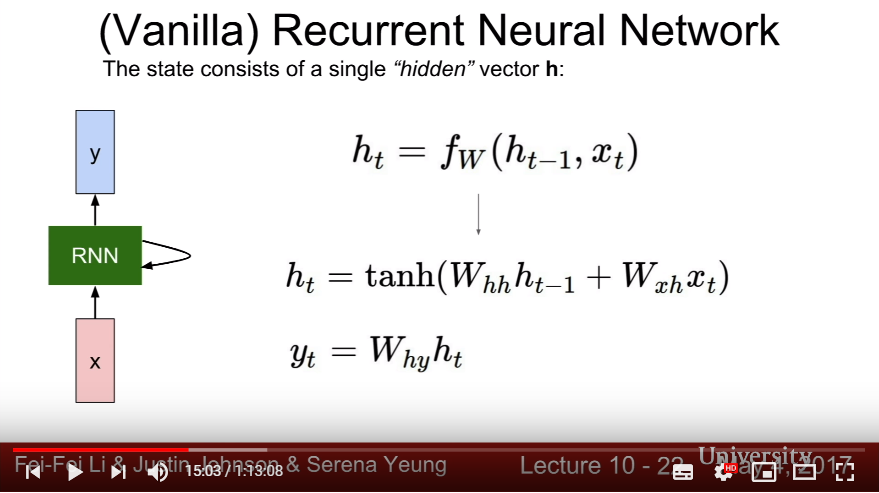 (Vanilla) Recurrent Neural Network
The state consists of a single “hidden” vector h:
y
RNN
x
h_t = f_W(h_{t−1}, x_t)
h_t = tanh(W_{hh}h_{t−1} + W_{xh}x_t)
y_t = W_{hy}h_t
Fei-Fei Li & Justin Johnson & Serena Yeung
Lecture 10 - 22
University
May 4, 2017
15:03 / 1:13:08
HD